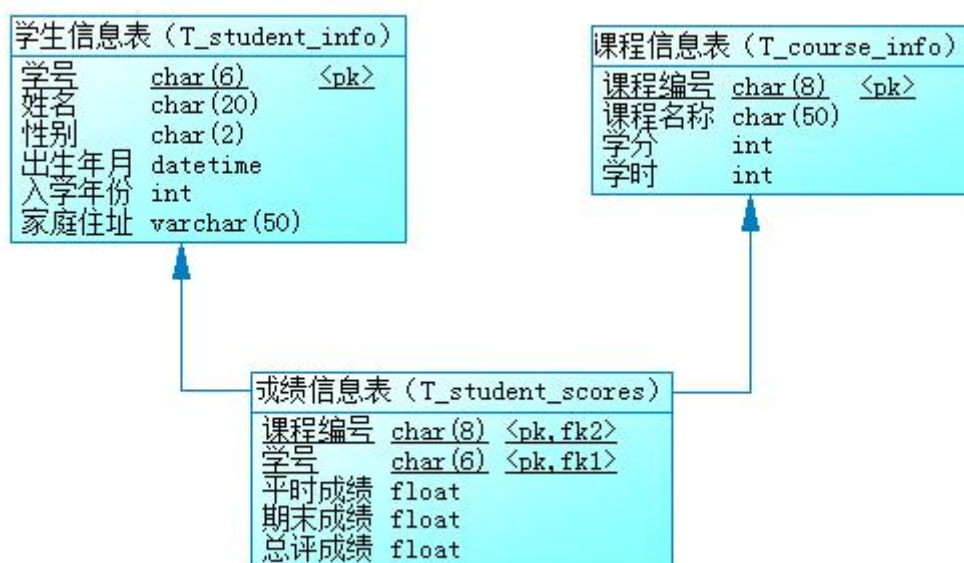 学生信息表（T_student_info）
学号 char(6) <pk>
姓名 char(20)
性别 char(2)
出生年月 datetime
入学年份 int
家庭住址 varchar(50)
课程信息表（T_course_info）
课程编号 char(8) <pk>
课程名称 char(50)
学分 int
学时 int
成绩信息表（T_student_scores）
课程编号 char(8) <pk,fk2>
学号 char(6) <pk,fk1>
平时成绩 float
期末成绩 float
总评成绩 float